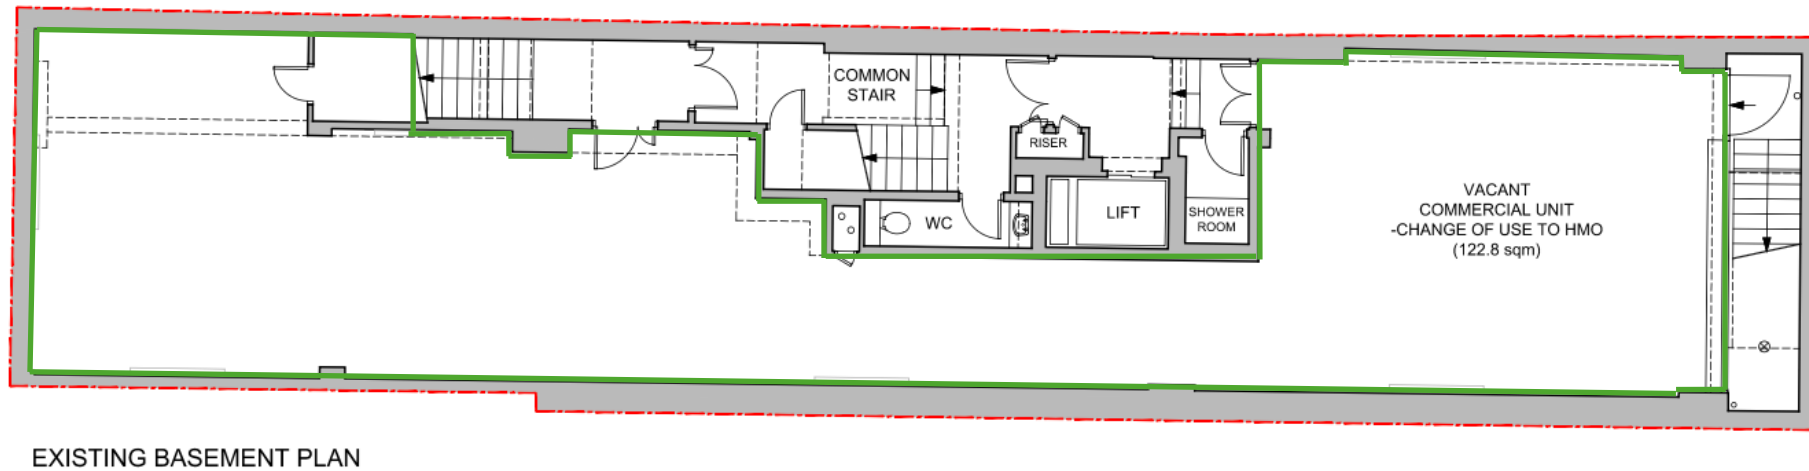 COMMON
STAIR
RISER
WC
LIFT
SHOWER
ROOM
VACANT
COMMERCIAL UNIT
-CHANGE OF USE TO HMO
(122.8 sqm)
EXISTING BASEMENT PLAN